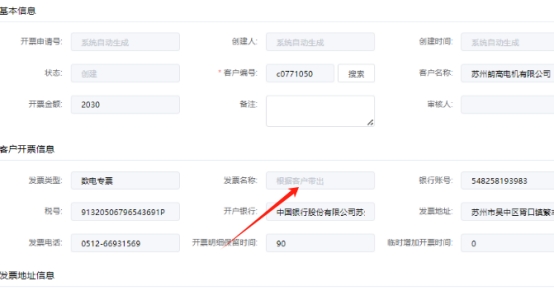 基本信息
开票申请号: 系统自动生成 创建人: 系统自动生成 创建时间: 系统自动生成
状态: 创建 * 客户编号: c0771050 搜索 客户名称: 苏州前高电机有限公司
开票金额: 2030 备注: 审核人:
客户开票信息
发票类型: 数电专票 发票名称: 根据客户带出 银行账号: 548258193983
税号: 91320506796543691P 开户银行: 中国银行股份有限公司苏 发票地址: 苏州市吴中区胥口镇繁
发票电话: 0512-66931569 开票明细保留时间: 90 临时增加开票时间: 0
发票地址信息